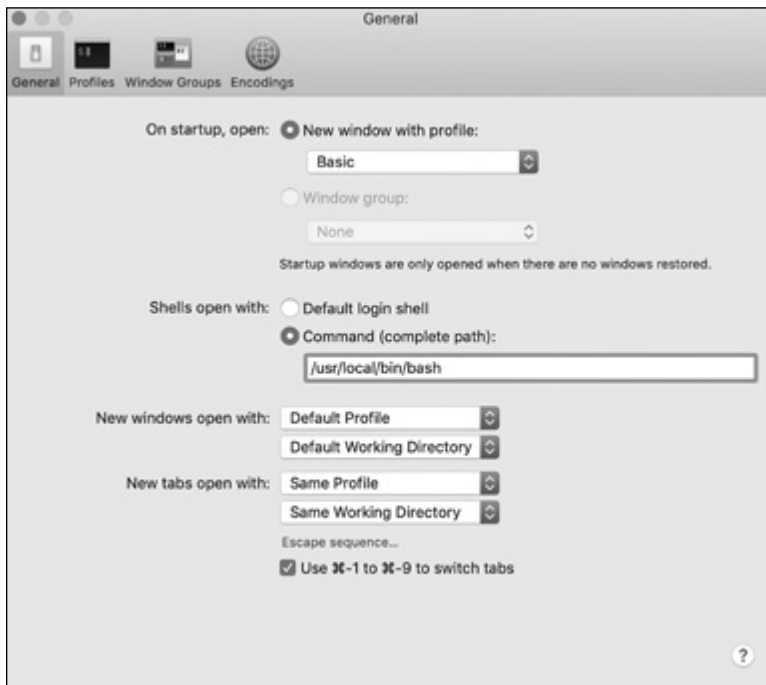 General
General Profiles Window Groups Encodings
On startup, open: New window with profile:
Basic
Window group:
None
Startup windows are only opened when there are no windows restored.
Shells open with: Default login shell
Command (complete path):
/usr/local/bin/bash
New windows open with: Default Profile
Default Working Directory
New tabs open with: Same Profile
Same Working Directory
Escape sequence...
Use ⌘-1 to ⌘-9 to switch tabs
?